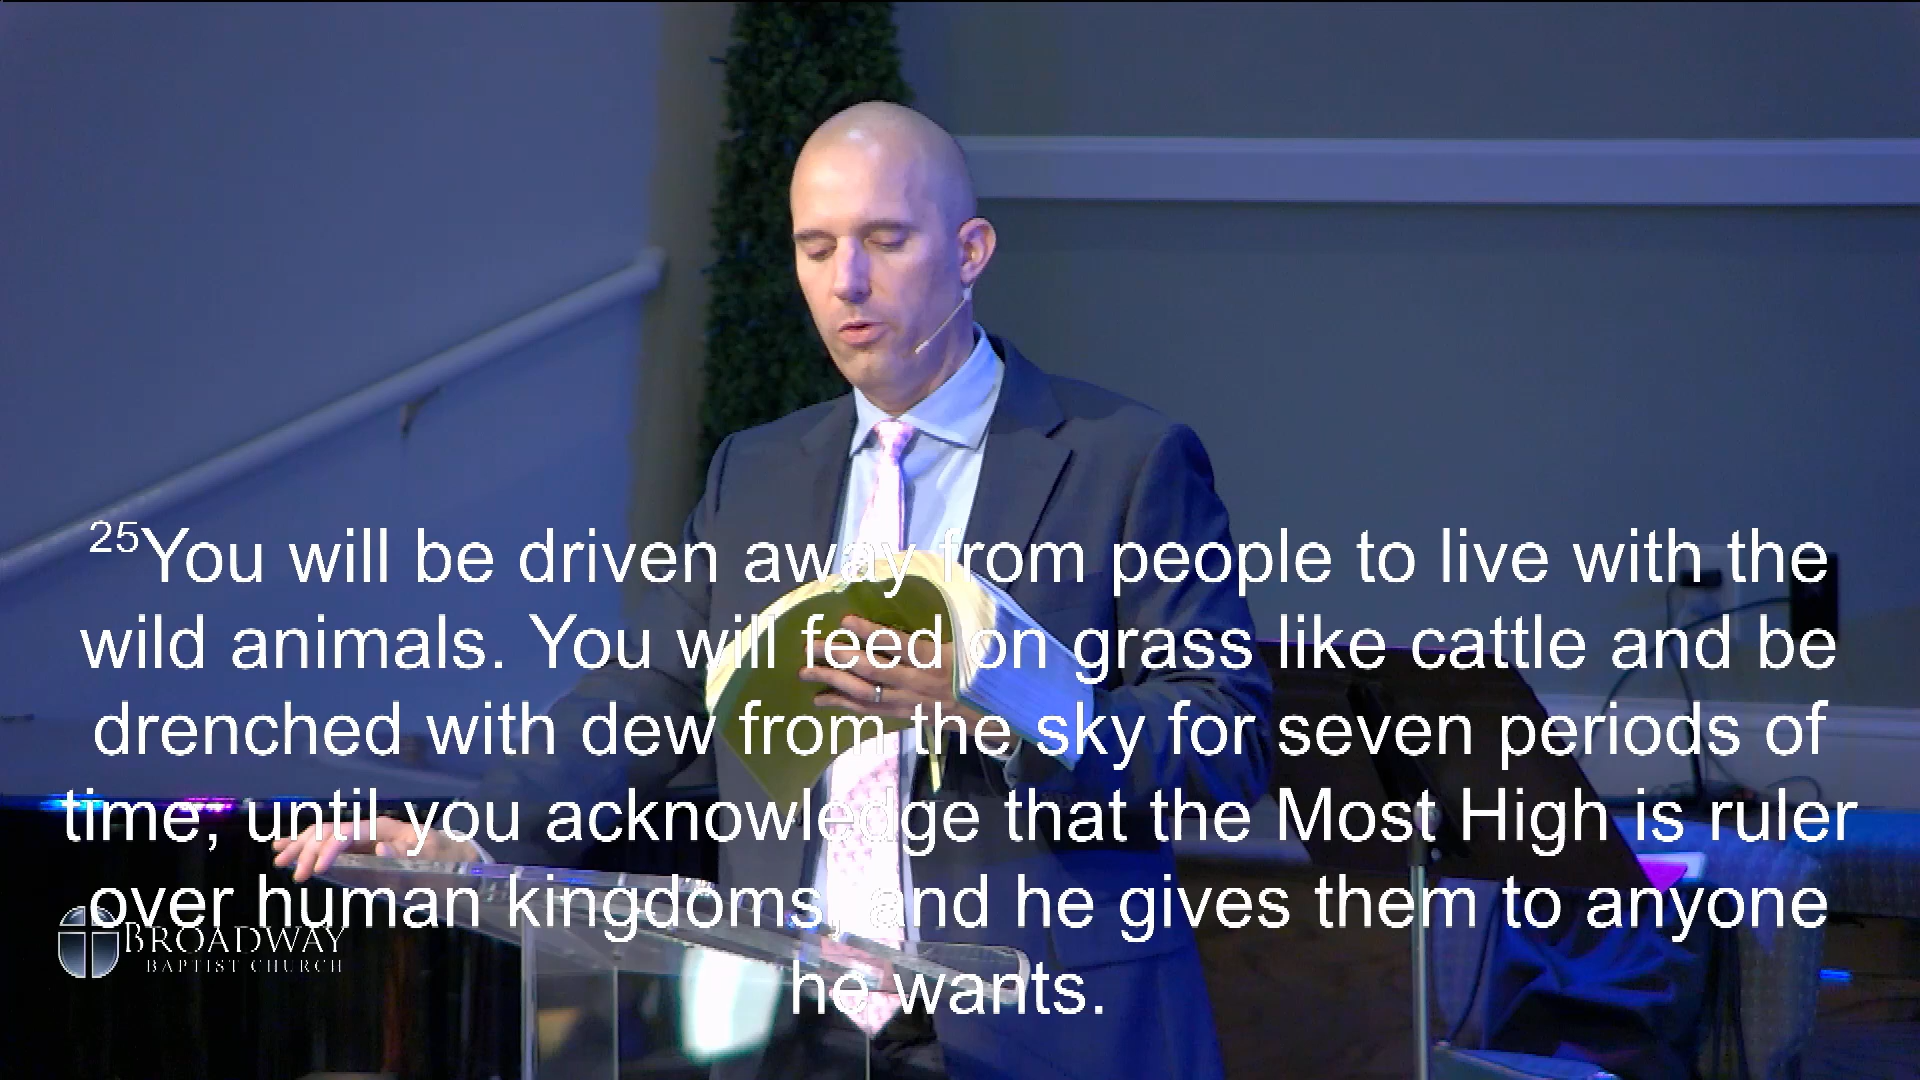 25You will be driven away from people to live with the
wild animals. You will feed on grass like cattle and be
drenched with dew from the sky for seven periods of
time, until you acknowledge that the Most High is ruler
over human kingdoms, and he gives them to anyone
he wants.
BROADWAY
BAPTIST CHURCH